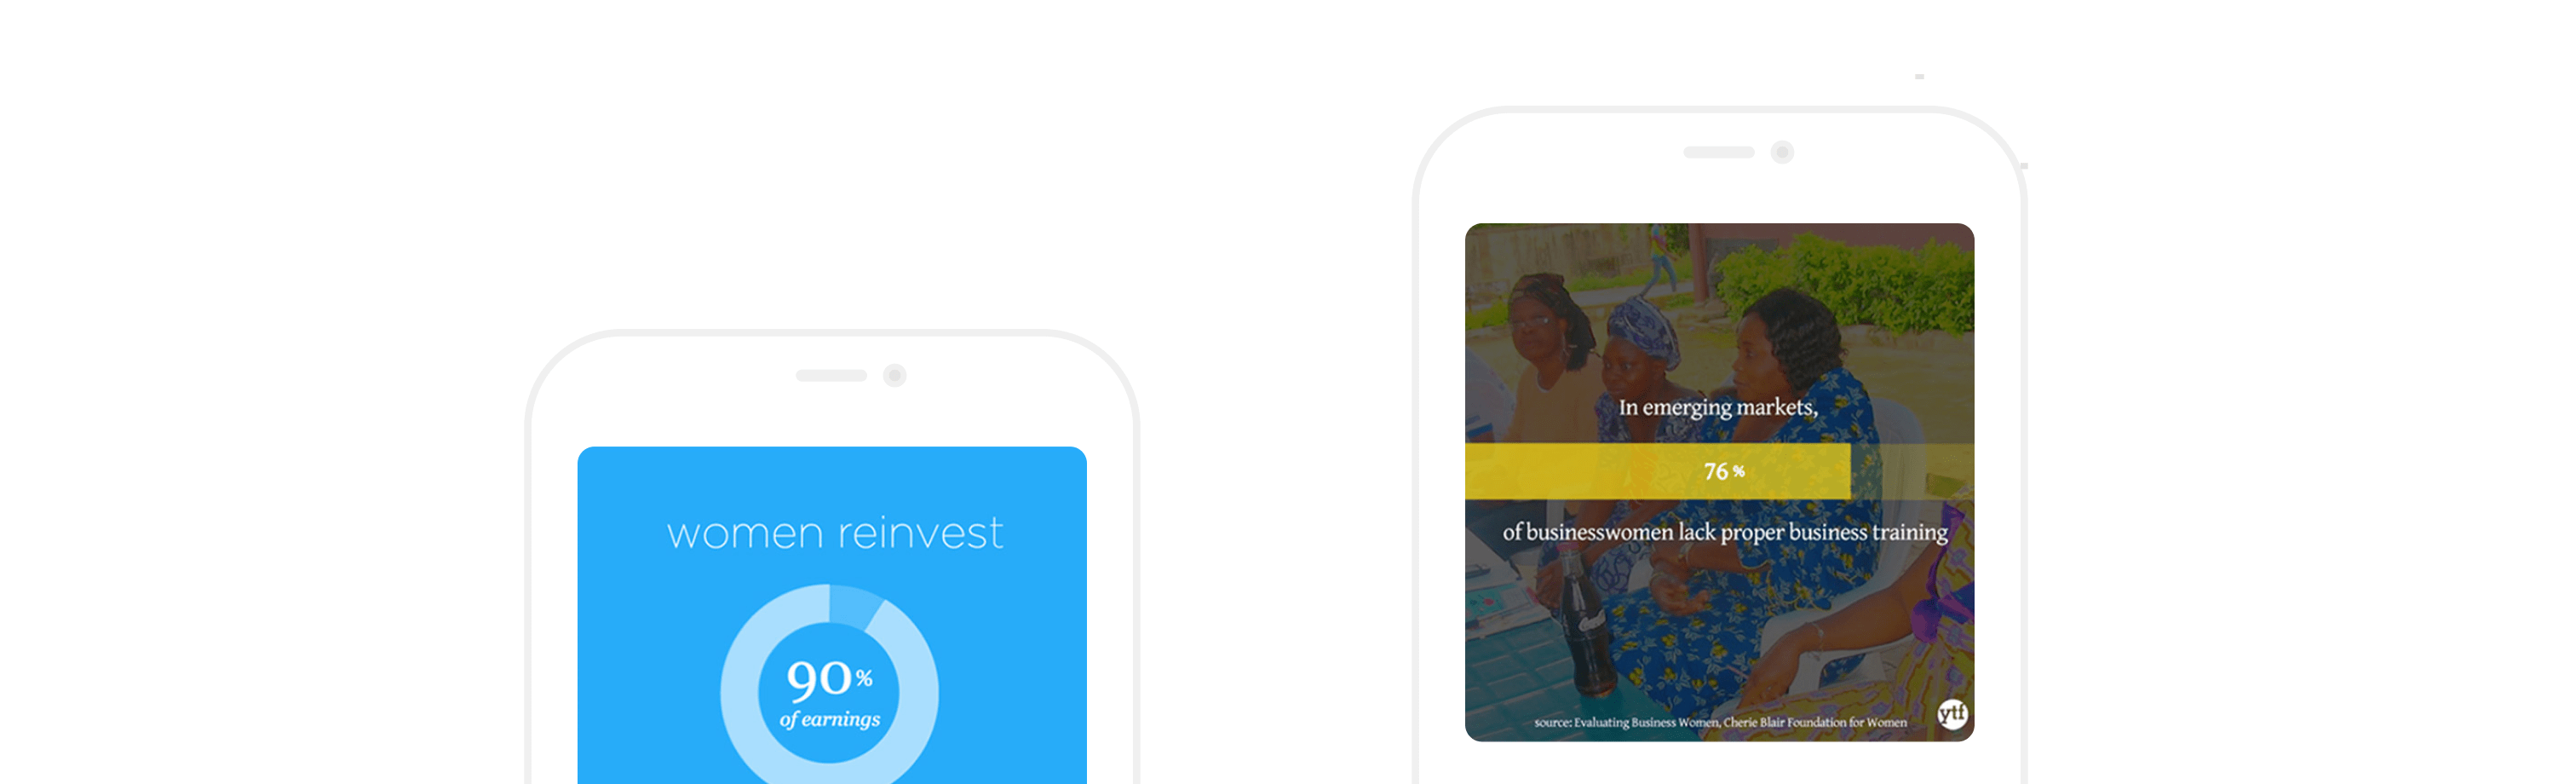 women reinvest
90%
of earnings
In emerging markets,
76 %
of businesswomen lack proper business training
source: Evaluating Business Women, Cherie Blair Foundation for Women
ytf